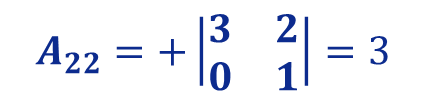 A₂₂ = + |3 2|
|0 1| = 3